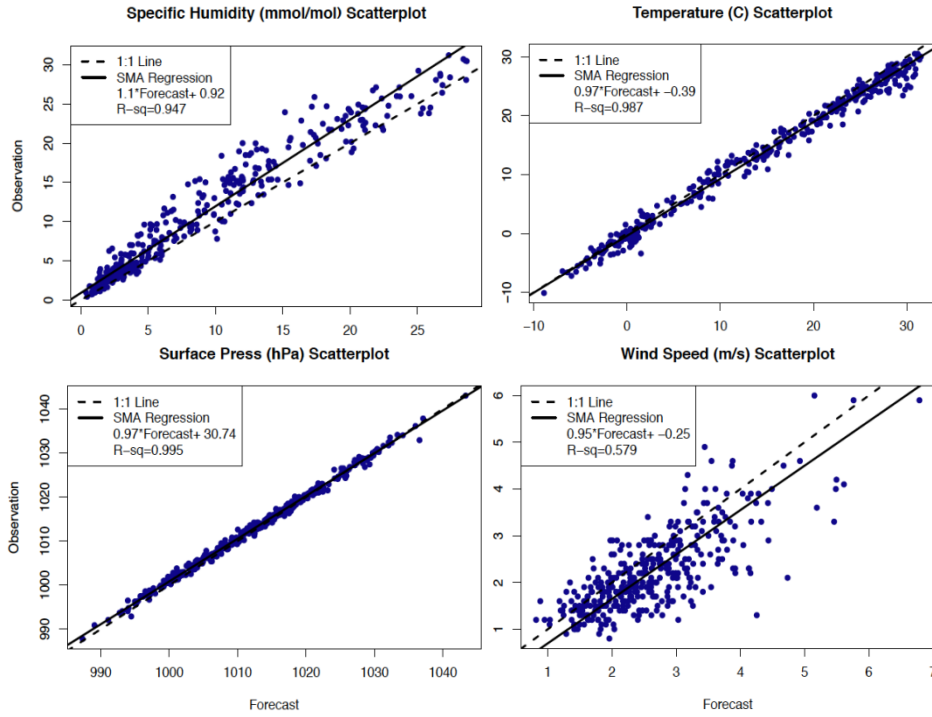 Specific Humidity (mmol/mol) Scatterplot
1:1 Line
SMA Regression
1.1*Forecast+ 0.92
R−sq=0.947
Observation
30
25
20
15
10
5
0
0 5 10 15 20 25
Temperature (C) Scatterplot
1:1 Line
SMA Regression
0.97*Forecast+ −0.39
R−sq=0.987
30
20
10
0
−10
−10 0 10 20 30
Surface Press (hPa) Scatterplot
1:1 Line
SMA Regression
0.97*Forecast+ 30.74
R−sq=0.995
Observation
1040
1030
1020
1010
1000
990
990 1000 1010 1020 1030 1040
Forecast
Wind Speed (m/s) Scatterplot
1:1 Line
SMA Regression
0.95*Forecast+ −0.25
R−sq=0.579
6
5
4
3
2
1
1 2 3 4 5 6 7
Forecast